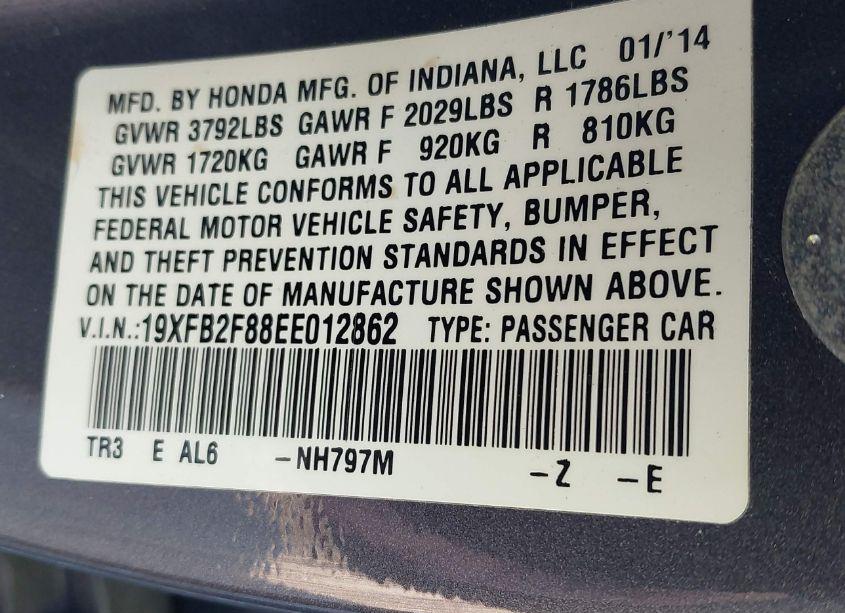 MFD. BY HONDA MFG. OF INDIANA, LLC 01/'14
GVWR 3792LBS GAWR F 2029LBS R 1786LBS
GVWR 1720KG GAWR F 920KG R 810KG
THIS VEHICLE CONFORMS TO ALL APPLICABLE
FEDERAL MOTOR VEHICLE SAFETY, BUMPER,
AND THEFT PREVENTION STANDARDS IN EFFECT
ON THE DATE OF MANUFACTURE SHOWN ABOVE.
V.I.N.:19XFB2F88EE012862 TYPE: PASSENGER CAR
TR3 E AL6 -NH797M -Z -E